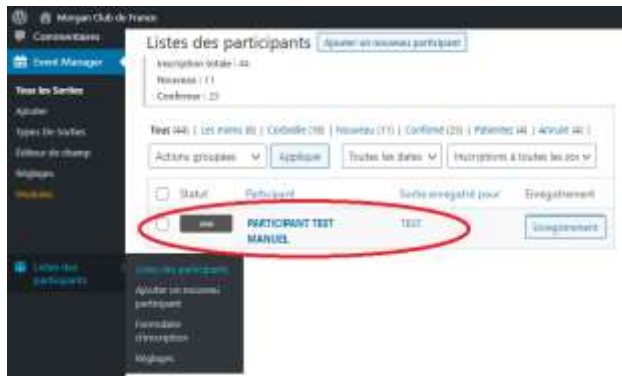 Morgan Club de France
Commentaires
Event Manager
Tous les Sorties
Ajouter
Types De Sorties
Editeur de champ
Réglages
Listes des participants
Ajouter un nouveau participant
Inscription totale : 44
Nouveau : 11
Confirmer : 23
Tous (44) | Les miens (6) | Corbeille (18) | Nouveau (11) | Confirmé (23) | Patientez (4) | Annulé (4) |
Actions groupées
Appliquer
Toutes les dates
Inscriptions à toutes les sor
Statut
Participant
Sortie enregistré pour
Enregistrement
PARTICIPANT TEST
MANUEL
TEST
Enregistrement
Listes des
participants
Listes des participants
Ajouter un nouveau
participant
Formulaire
d'inscription
Réglages